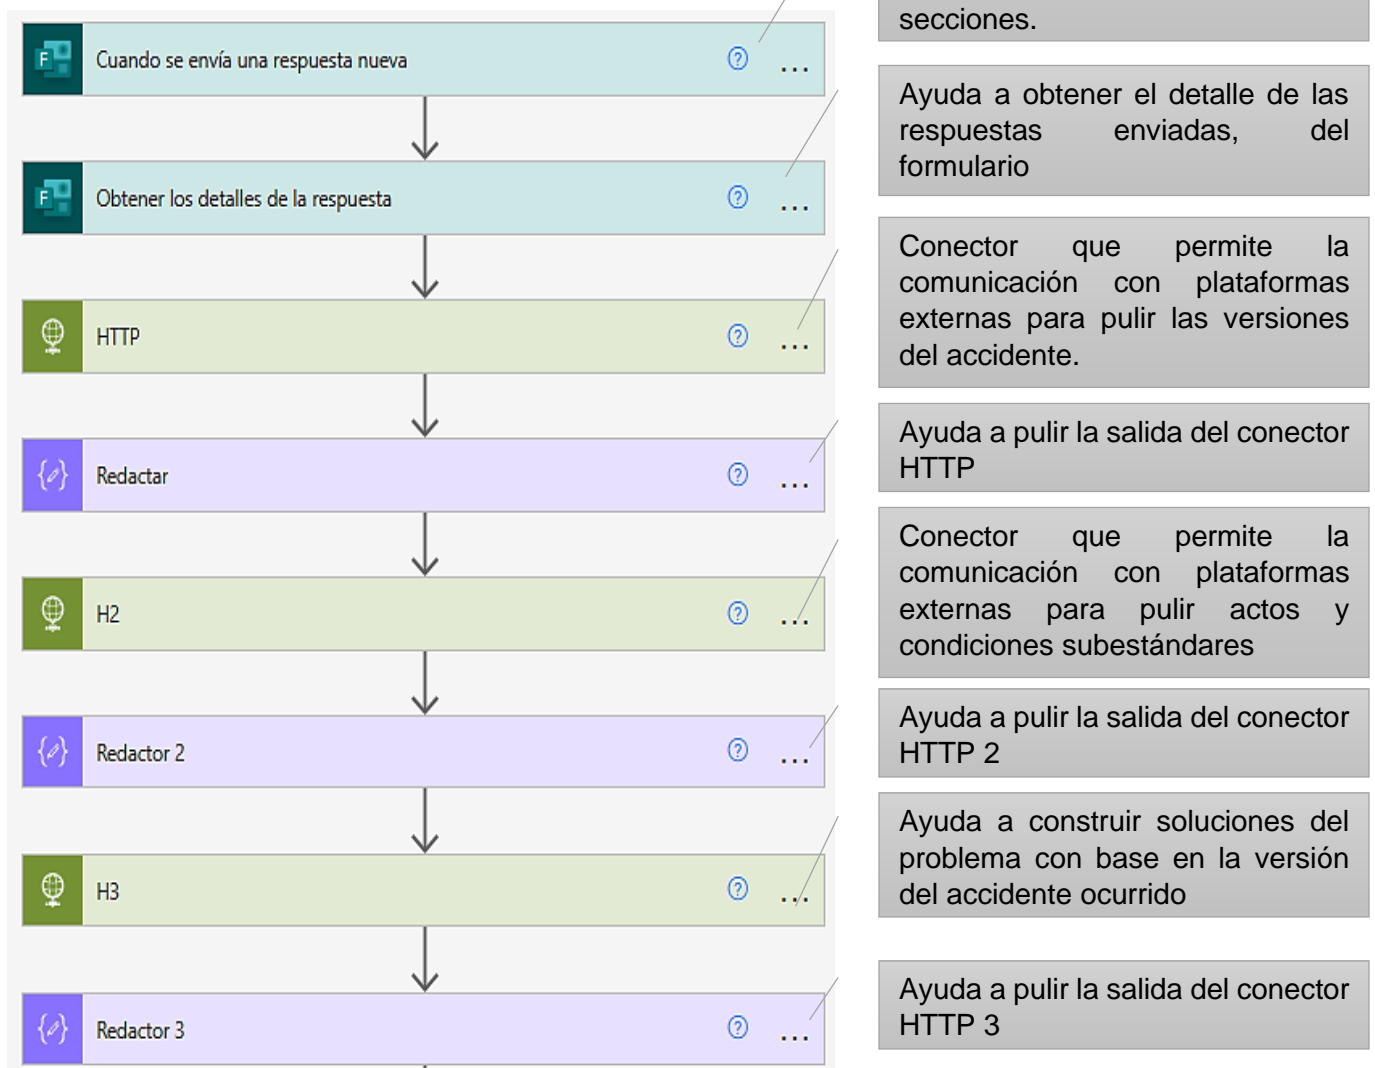 secciones.
Cuando se envía una respuesta nueva
Ayuda a obtener el detalle de las
respuestas enviadas, del
formulario
Obtener los detalles de la respuesta
Conector que permite la
comunicación con plataformas
externas para pulir las versiones
del accidente.
HTTP
Ayuda a pulir la salida del conector
HTTP
Redactar
Conector que permite la
comunicación con plataformas
externas para pulir actos y
condiciones subestándares
H2
Ayuda a pulir la salida del conector
HTTP 2
Redactor 2
Ayuda a construir soluciones del
problema con base en la versión
del accidente ocurrido
H3
Ayuda a pulir la salida del conector
HTTP 3
Redactor 3